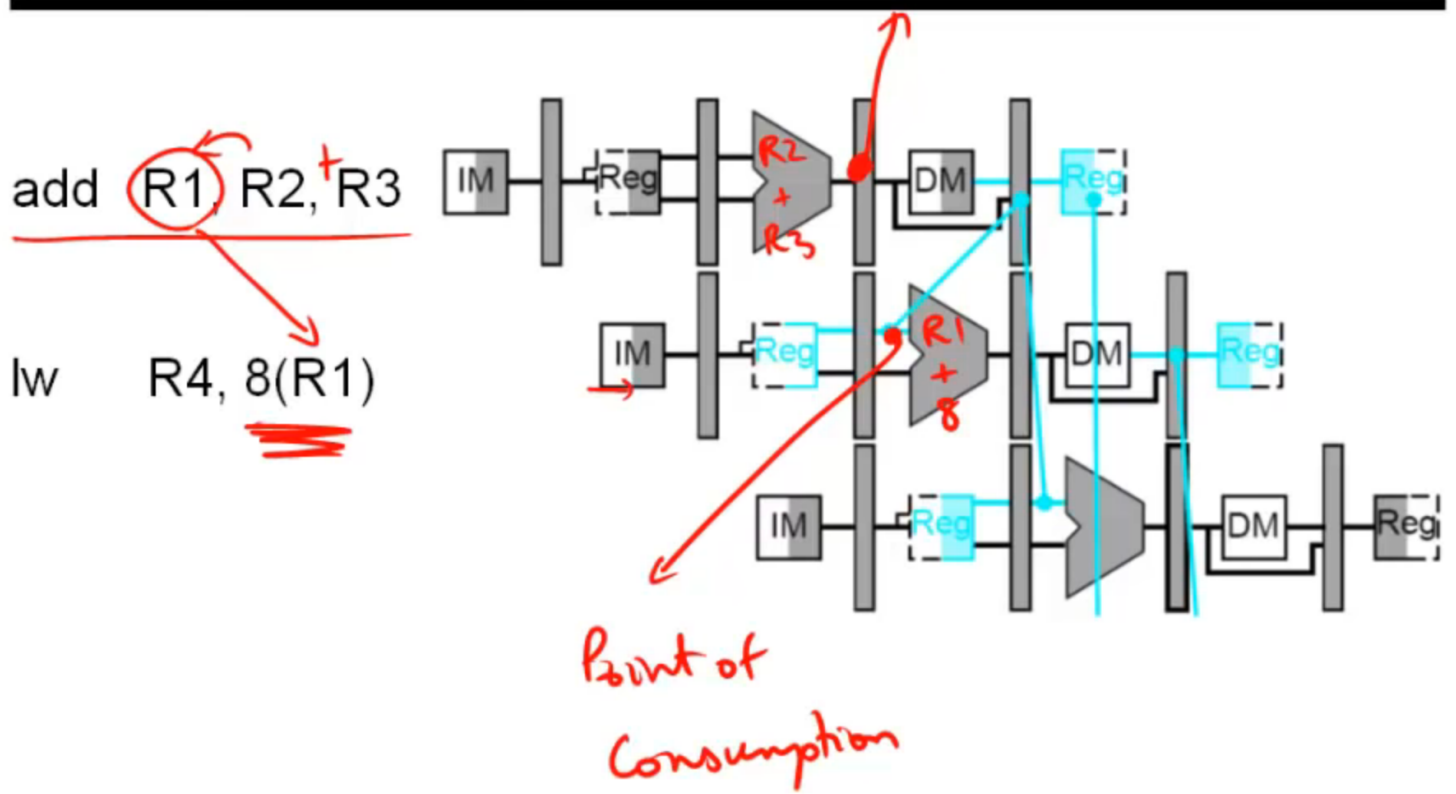 add R1, R2, + R3
IM Reg R2 + R3 DM Reg
lw R4, 8(R1)
IM Reg R1 + 8 DM Reg
IM Reg DM Reg
Point of
Consumption